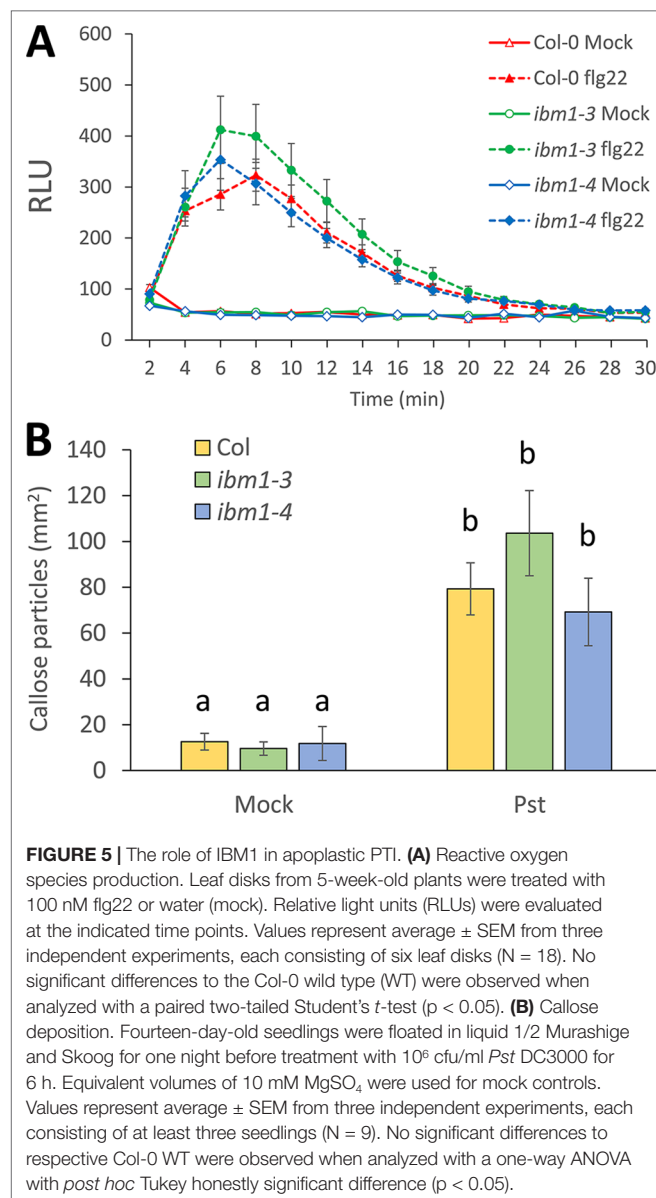 A
600
500
400
300
200
100
0
RLU
Col-0 Mock
Col-0 flg22
ibm1-3 Mock
ibm1-3 flg22
ibm1-4 Mock
ibm1-4 flg22
2 4 6 8 10 12 14 16 18 20 22 24 26 28 30
Time (min)
B
140
120
100
80
60
40
20
0
Callose particles (mm²)
Col
ibm1-3
ibm1-4
a a a
b b b
Mock Pst
FIGURE 5 | The role of IBM1 in apoplastic PTI. (A) Reactive oxygen
species production. Leaf disks from 5-week-old plants were treated with
100 nM flg22 or water (mock). Relative light units (RLUs) were evaluated
at the indicated time points. Values represent average ± SEM from three
independent experiments, each consisting of six leaf disks (N = 18). No
significant differences to the Col-0 wild type (WT) were observed when
analyzed with a paired two-tailed Student's t-test (p < 0.05). (B) Callose
deposition. Fourteen-day-old seedlings were floated in liquid 1/2 Murashige
and Skoog for one night before treatment with 10⁶ cfu/ml Pst DC3000 for
6 h. Equivalent volumes of 10 mM MgSO₄ were used for mock controls.
Values represent average ± SEM from three independent experiments, each
consisting of at least three seedlings (N = 9). No significant differences to
respective Col-0 WT were observed when analyzed with a one-way ANOVA
with post hoc Tukey honestly significant difference (p < 0.05).